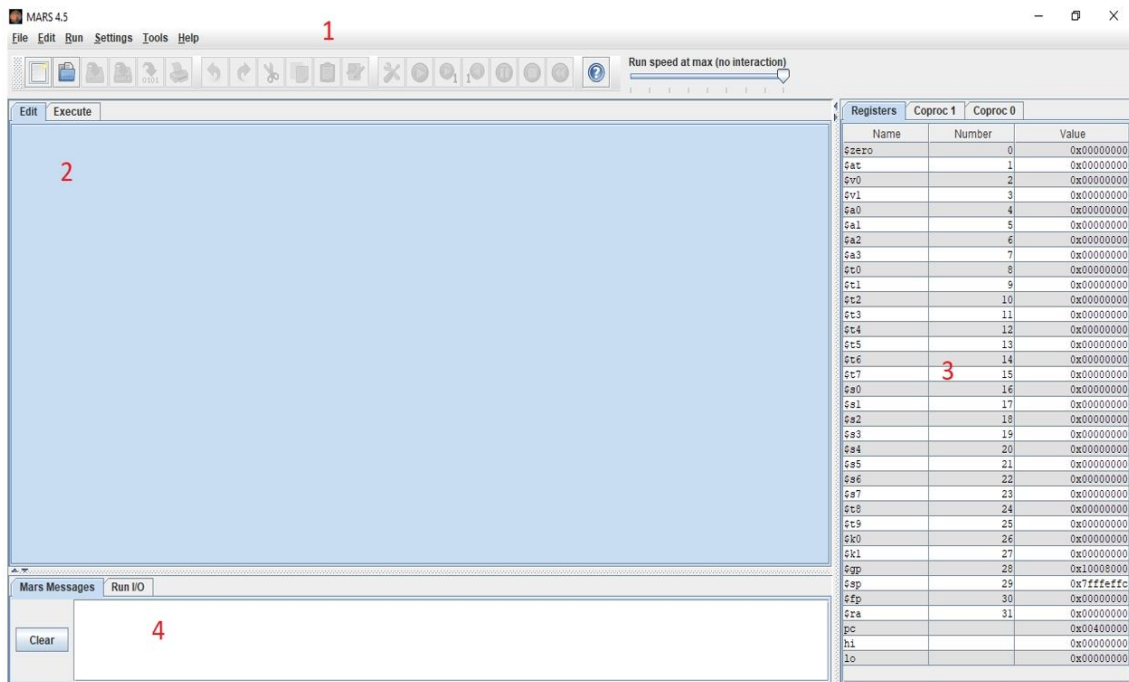 MARS 4.5
1
File Edit Run Settings Tools Help
Run speed at max (no interaction)
Edit Execute
2
Registers Coproc 1 Coproc 0
Name Number Value
$zero 0 0x00000000
$at 1 0x00000000
$v0 2 0x00000000
$v1 3 0x00000000
$a0 4 0x00000000
$a1 5 0x00000000
$a2 6 0x00000000
$a3 7 0x00000000
$t0 8 0x00000000
$t1 9 0x00000000
$t2 10 0x00000000
$t3 11 0x00000000
$t4 12 0x00000000
$t5 13 0x00000000
$t6 14 0x00000000
3
$t7 15 0x00000000
$s0 16 0x00000000
$s1 17 0x00000000
$s2 18 0x00000000
$s3 19 0x00000000
$s4 20 0x00000000
$s5 21 0x00000000
$s6 22 0x00000000
$s7 23 0x00000000
$t8 24 0x00000000
$t9 25 0x00000000
$k0 26 0x00000000
$k1 27 0x00000000
$gp 28 0x10008000
$sp 29 0x7fffeffc
$fp 30 0x00000000
$ra 31 0x00000000
pc 0x00400000
hi 0x00000000
lo 0x00000000
Mars Messages Run I/O
Clear
4